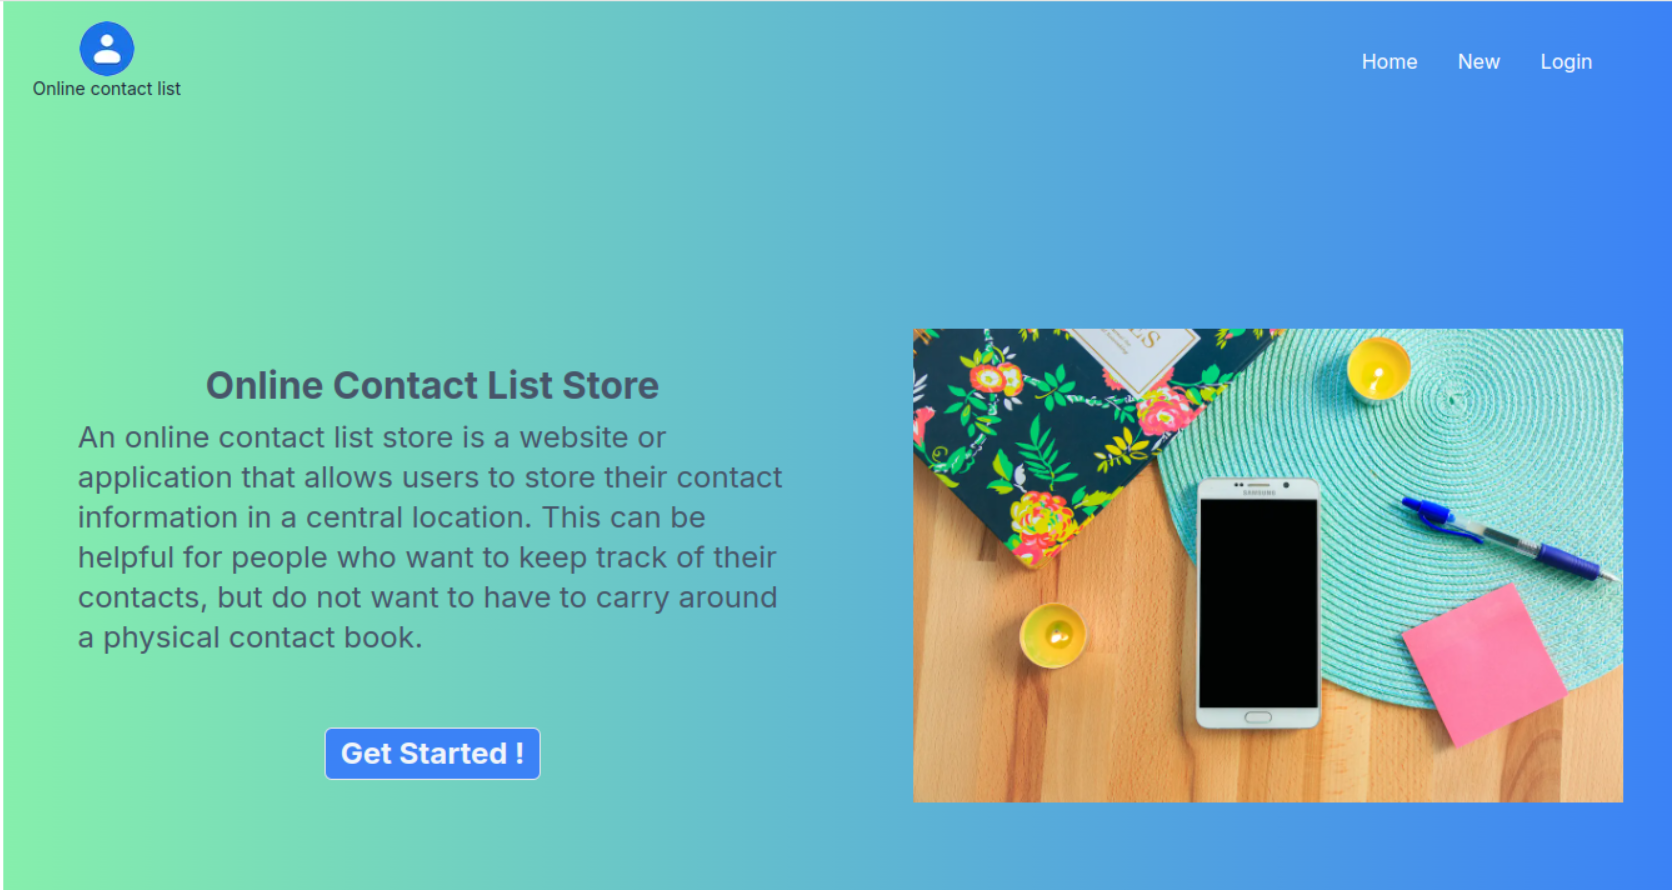 Online contact list
Home New Login
Online Contact List Store
An online contact list store is a website or
application that allows users to store their contact
information in a central location. This can be
helpful for people who want to keep track of their
contacts, but do not want to have to carry around
a physical contact book.
Get Started !
SAMSUNG